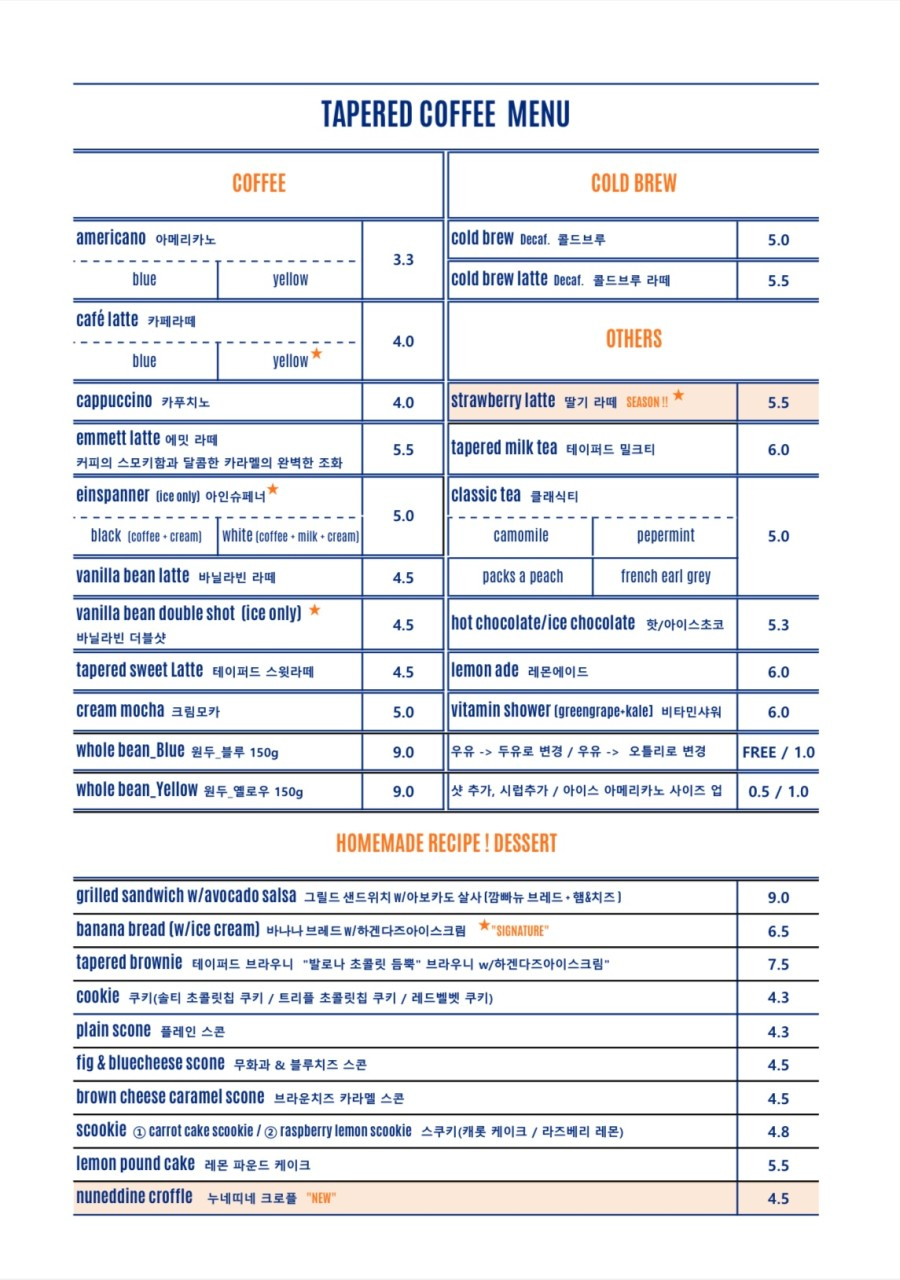 TAPERED COFFEE MENU
COFFEE
americano 아메리카노
3.3
blue yellow
café latte 카페라떼
4.0
blue yellow★
cappuccino 카푸치노 4.0
emmett latte 에밋 라떼
커피의 스모키함과 달콤한 카라멜의 완벽한 조화
5.5
einspanner (ice only) 아인슈페너★
5.0
black (coffee + cream) white (coffee + milk + cream)
vanilla bean latte 바닐라빈 라떼 4.5
vanilla bean double shot (ice only) ★
바닐라빈 더블샷
4.5
tapered sweet Latte 테이퍼드 스윗라떼 4.5
cream mocha 크림모카 5.0
whole bean_Blue 원두_블루 150g 9.0
whole bean_Yellow 원두_옐로우 150g 9.0
COLD BREW
cold brew Decaf. 콜드브루 5.0
cold brew latte Decaf. 콜드브루 라떼 5.5
OTHERS
strawberry latte 딸기 라떼 SEASON !! ★ 5.5
tapered milk tea 테이퍼드 밀크티 6.0
classic tea 클래식티
camomile pepermint
5.0
packs a peach french earl grey
hot chocolate/ice chocolate 핫/아이스초코 5.3
lemon ade 레몬에이드 6.0
vitamin shower (greengrape+kale) 비타민샤워 6.0
우유 -> 두유로 변경 / 우유 -> 오틀리로 변경 FREE / 1.0
샷 추가, 시럽추가 / 아이스 아메리카노 사이즈 업 0.5 / 1.0
HOMEMADE RECIPE ! DESSERT
grilled sandwich w/avocado salsa 그릴드 샌드위치 w/아보카도 살사 (깜빠뉴 브레드 + 햄&치즈 ) 9.0
banana bread (w/ice cream) 바나나 브레드 w/하겐다즈아이스크림 ★"SIGNATURE" 6.5
tapered brownie 테이퍼드 브라우니 "발로나 초콜릿 듬뿍" 브라우니 w/하겐다즈아이스크림" 7.5
cookie 쿠키(솔티 초콜릿칩 쿠키 / 트리플 초콜릿칩 쿠키 / 레드벨벳 쿠키) 4.3
plain scone 플레인 스콘 4.3
fig & bluecheese scone 무화과 & 블루치즈 스콘 4.5
brown cheese caramel scone 브라운치즈 카라멜 스콘 4.5
scookie ① carrot cake scookie / ② raspberry lemon scookie 스쿠키(캐롯 케이크 / 라즈베리 레몬) 4.8
lemon pound cake 레몬 파운드 케이크 5.5
nuneddine croffle 누네띠네 크로플 "NEW" 4.5